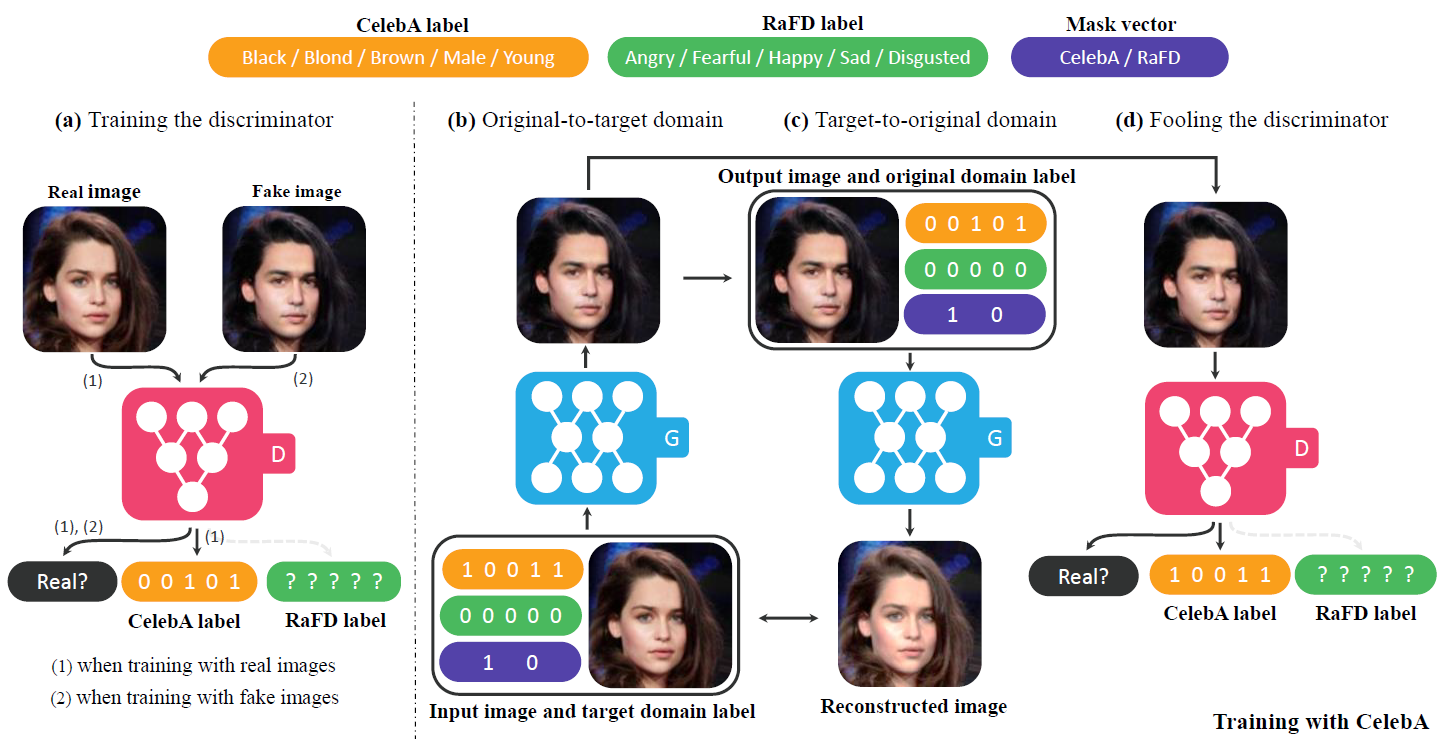 CelebA label
RaFD label
Mask vector
Black / Blond / Brown / Male / Young
Angry / Fearful / Happy / Sad / Disgusted
CelebA / RaFD
(a) Training the discriminator
(b) Original-to-target domain
(c) Target-to-original domain
(d) Fooling the discriminator
Real image
Fake image
Output image and original domain label
0 0 1 0 1
0 0 0 0 0
1 0
(1)
(2)
D
G
G
D
(1), (2)
(1)
Real?
0 0 1 0 1
? ? ? ? ?
CelebA label
RaFD label
(1) when training with real images
(2) when training with fake images
1 0 0 1 1
0 0 0 0 0
1 0
Input image and target domain label
Reconstructed image
Real?
1 0 0 1 1
? ? ? ? ?
CelebA label
RaFD label
Training with CelebA